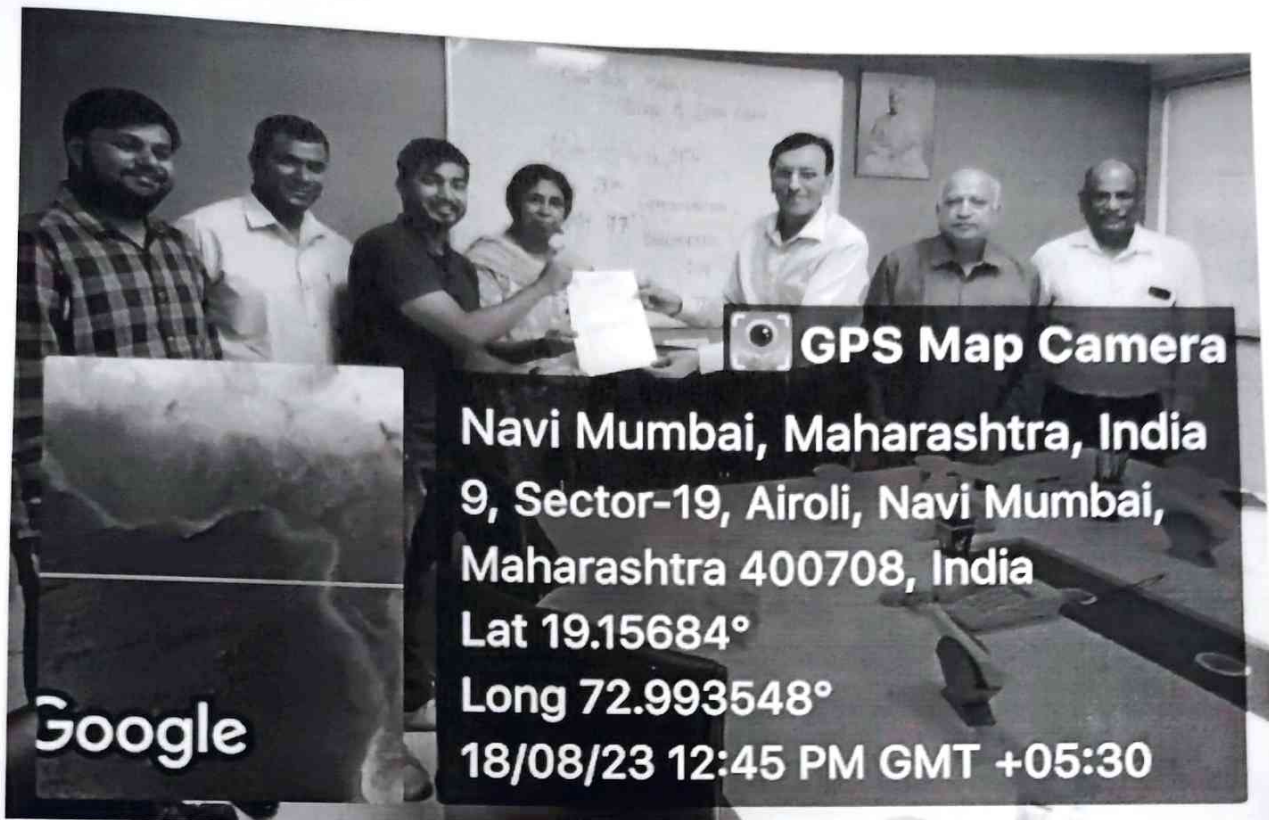 GPS Map Camera
Navi Mumbai, Maharashtra, India
9, Sector-19, Airoli, Navi Mumbai,
Maharashtra 400708, India
Lat 19.15684°
Long 72.993548°
18/08/23 12:45 PM GMT +05:30
Google